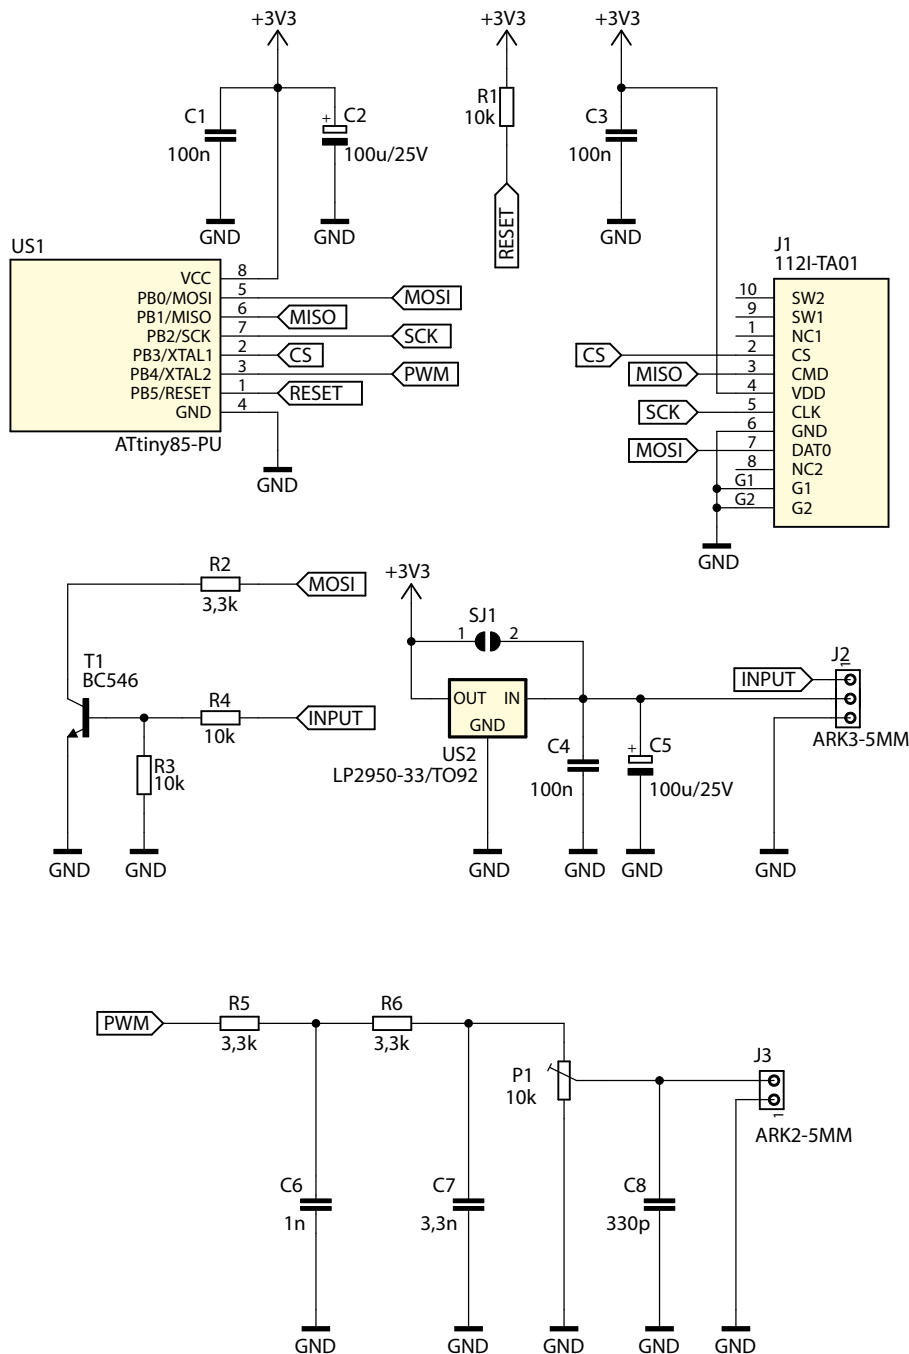 +3V3
+3V3
+3V3
C1
100n
+
C2
100u/25V
R1
10k
C3
100n
GND
GND
RESET
GND
US1
VCC 8
PB0/MOSI 5 MOSI
PB1/MISO 6 MISO
PB2/SCK 7 SCK
PB3/XTAL1 2 CS
PB4/XTAL2 3 PWM
PB5/RESET 1 RESET
GND 4
ATtiny85-PU
GND
J1
112I-TA01
10 SW2
9 SW1
1 NC1
CS 2 CS
MISO 3 CMD
4 VDD
SCK 5 CLK
6 GND
MOSI 7 DAT0
8 NC2
G1 G1
G2 G2
GND
R2
3,3k
MOSI
T1
BC546
R4
10k
INPUT
R3
10k
GND
GND
+3V3
SJ1
1 2
OUT IN
GND
US2
LP2950-33/TO92
C4
100n
+
C5
100u/25V
INPUT
J2
1
ARK3-5MM
GND
GND
GND
GND
PWM
R5
3,3k
R6
3,3k
P1
10k
J3
1
ARK2-5MM
C6
1n
C7
3,3n
C8
330p
GND
GND
GND
GND
GND